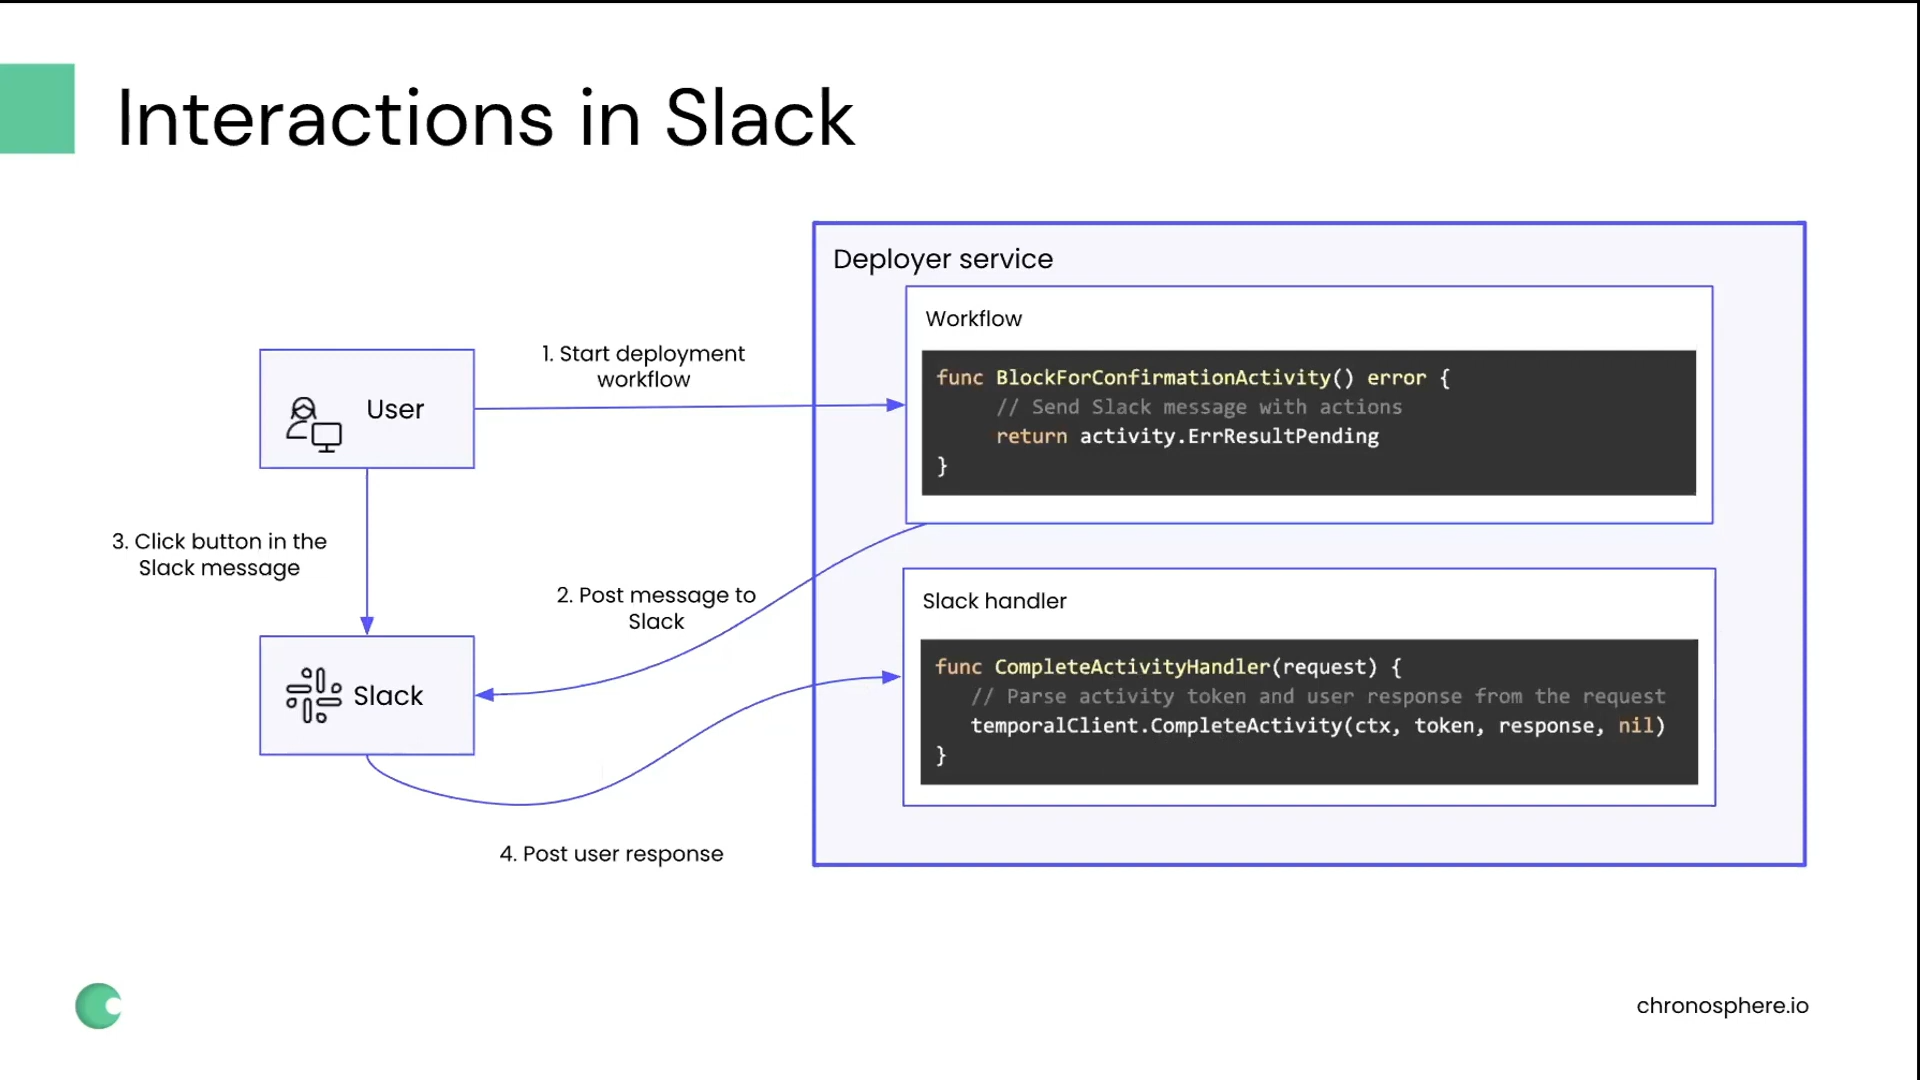 Interactions in Slack
Deployer service
Workflow
func BlockForConfirmationActivity() error {
// Send Slack message with actions
return activity.ErrResultPending
}
1. Start deployment
workflow
User
3. Click button in the
Slack message
2. Post message to
Slack
Slack handler
func CompleteActivityHandler(request) {
// Parse activity token and user response from the request
temporalClient.CompleteActivity(ctx, token, response, nil)
}
Slack
4. Post user response
chronosphere.io